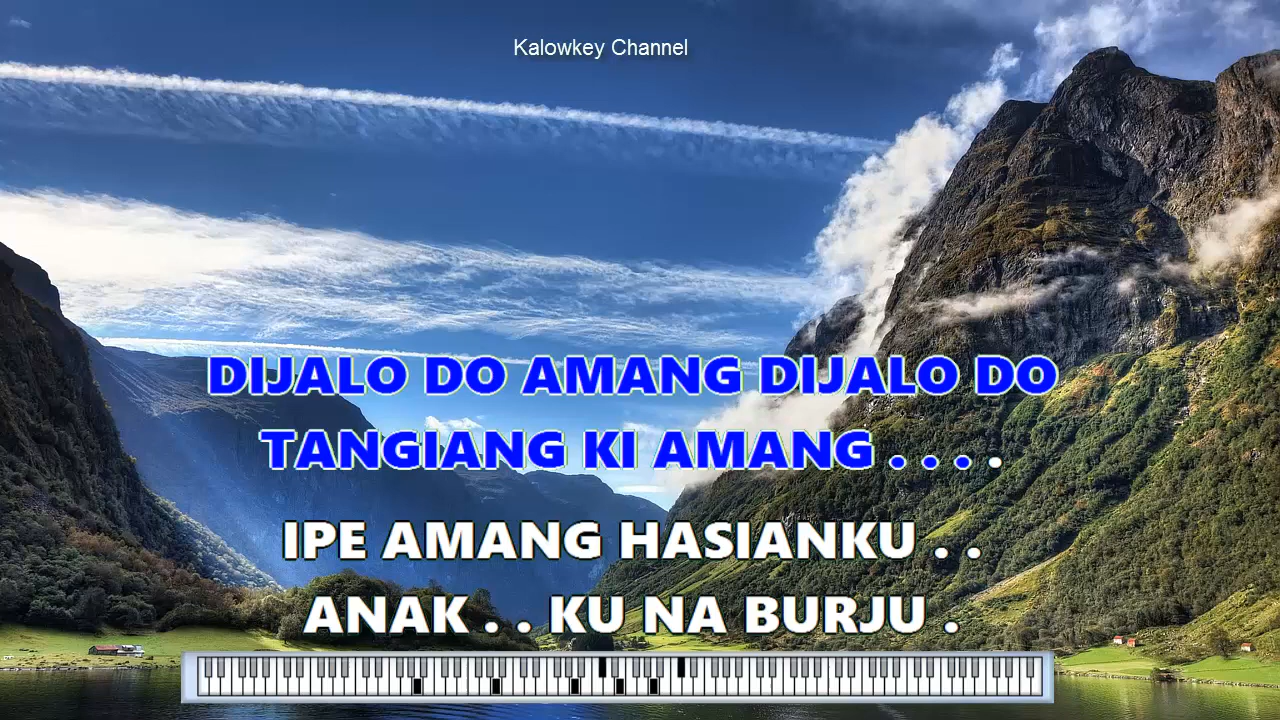 Kalowkey Channel
DIJALO DO AMANG DIJALO DO
TANGIANG KI AMANG . . . .
IPE AMANG HASIANKU . .
ANAK . . KU NA BURJU .